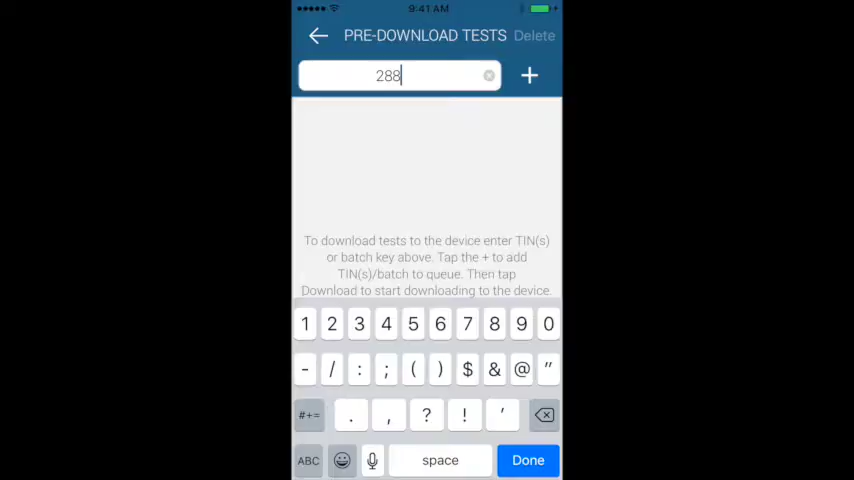 9:41 AM
PRE-DOWNLOAD TESTS Delete
288
+
To download tests to the device enter TIN(s)
or batch key above. Tap the + to add
TIN(s)/batch to queue. Then tap
Download to start downloading to the device.
1 2 3 4 5 6 7 8 9 0
- / : ; ( ) $ & @ "
#+= . , ? ! '
ABC space Done